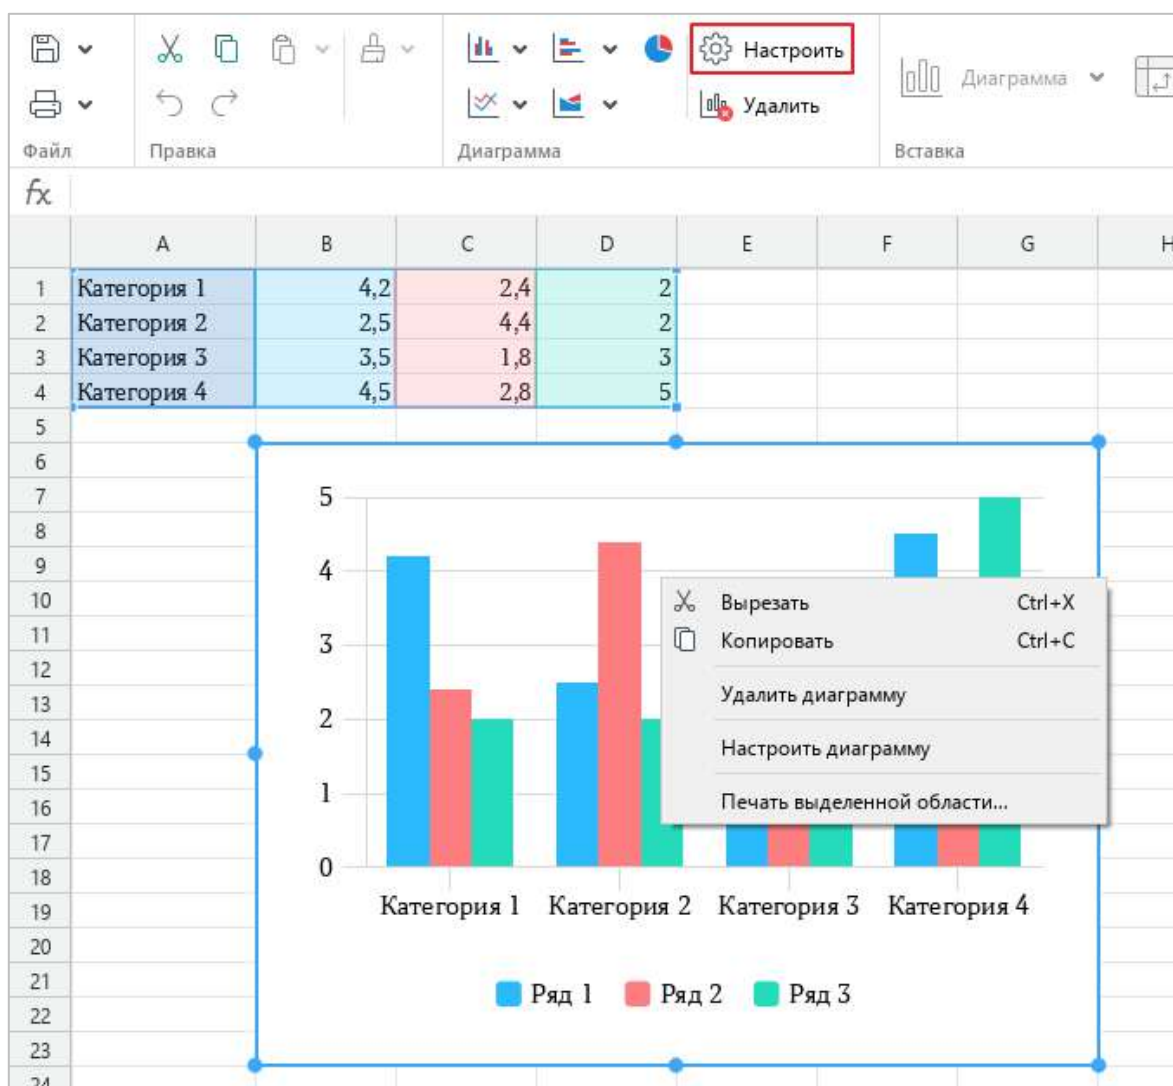 Настроить
Диаграмма
Удалить
Файл Правка Диаграмма Вставка
fx
A B C D E F G H
1 Категория 1 4,2 2,4 2
2 Категория 2 2,5 4,4 2
3 Категория 3 3,5 1,8 3
4 Категория 4 4,5 2,8 5
5
6
7
8
9
10
11
12
13
14
15
16
17
18
19
20
21
22
23
24
5
4
3
2
1
0
Вырезать Ctrl+X
Копировать Ctrl+C
Удалить диаграмму
Настроить диаграмму
Печать выделенной области...
Категория 1 Категория 2 Категория 3 Категория 4
Ряд 1 Ряд 2 Ряд 3